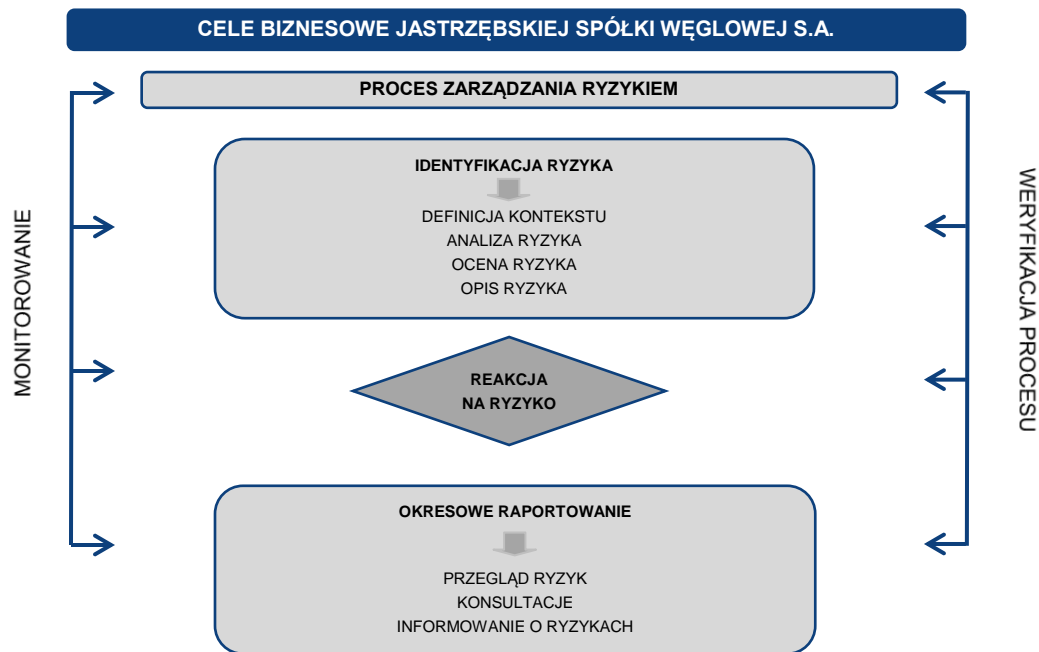 CELE BIZNESOWE JASTRZĘBSKIEJ SPÓŁKI WĘGLOWEJ S.A.
PROCES ZARZĄDZANIA RYZYKIEM
MONITOROWANIE
IDENTYFIKACJA RYZYKA
DEFINICJA KONTEKSTU
ANALIZA RYZYKA
OCENA RYZYKA
OPIS RYZYKA
REAKCJA
NA RYZYKO
OKRESOWE RAPORTOWANIE
PRZEGLĄD RYZYK
KONSULTACJE
INFORMOWANIE O RYZYKACH
WERYFIKACJA PROCESU